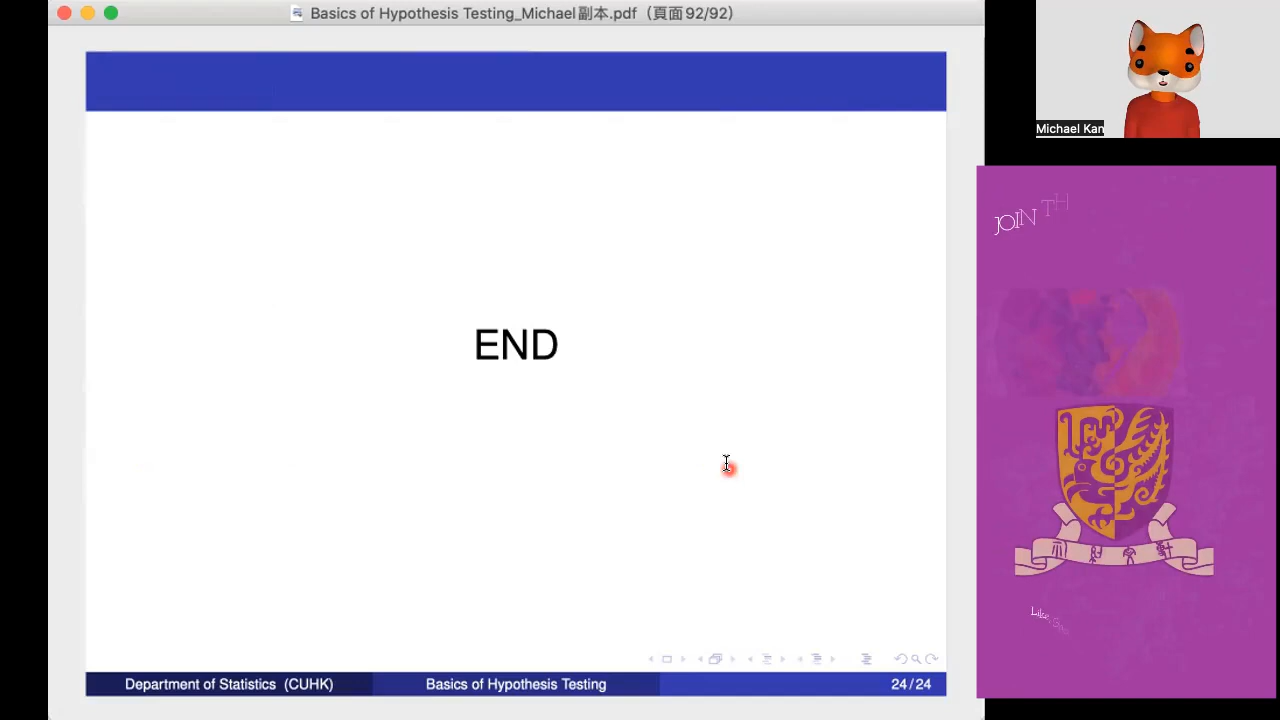 Basics of Hypothesis Testing_Michael副本.pdf（頁面92/92）
Michael Kan
JOIN TH
END
Department of Statistics (CUHK)
Basics of Hypothesis Testing
24/24